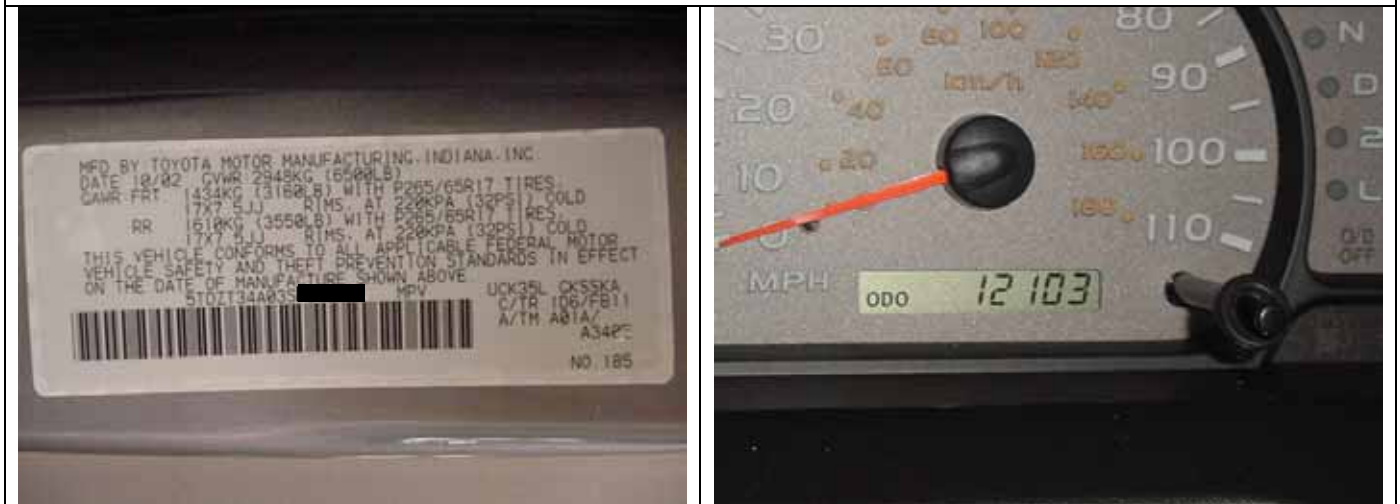 MFD BY TOYOTA MOTOR MANUFACTURING, INDIANA, INC
DATE 10/02 GVWR 2948KG (6500LB)
GAWR FRT 1434KG (3160LB) WITH P265/65R17 TIRES,
17X7.5JJ RIMS, AT 220KPA (32PSI) COLD
RR 1610KG (3550LB) WITH P265/65R17 TIRES,
17X7.5JJ RIMS, AT 220KPA (32PSI) COLD
THIS VEHICLE CONFORMS TO ALL APPLICABLE FEDERAL MOTOR
VEHICLE SAFETY AND THEFT PREVENTION STANDARDS IN EFFECT
ON THE DATE OF MANUFACTURE SHOWN ABOVE
5TDZT34A03S MPV UCK35L CKSSKA
C/TR 1D6/FB11
A/TM A01A/
NO.185
0
10
20
30
80
90
100
110
20
40
60
80
100
120
140
160
180
km/h
MPH
ODO 12103
N
D
2
L
O/D
OFF